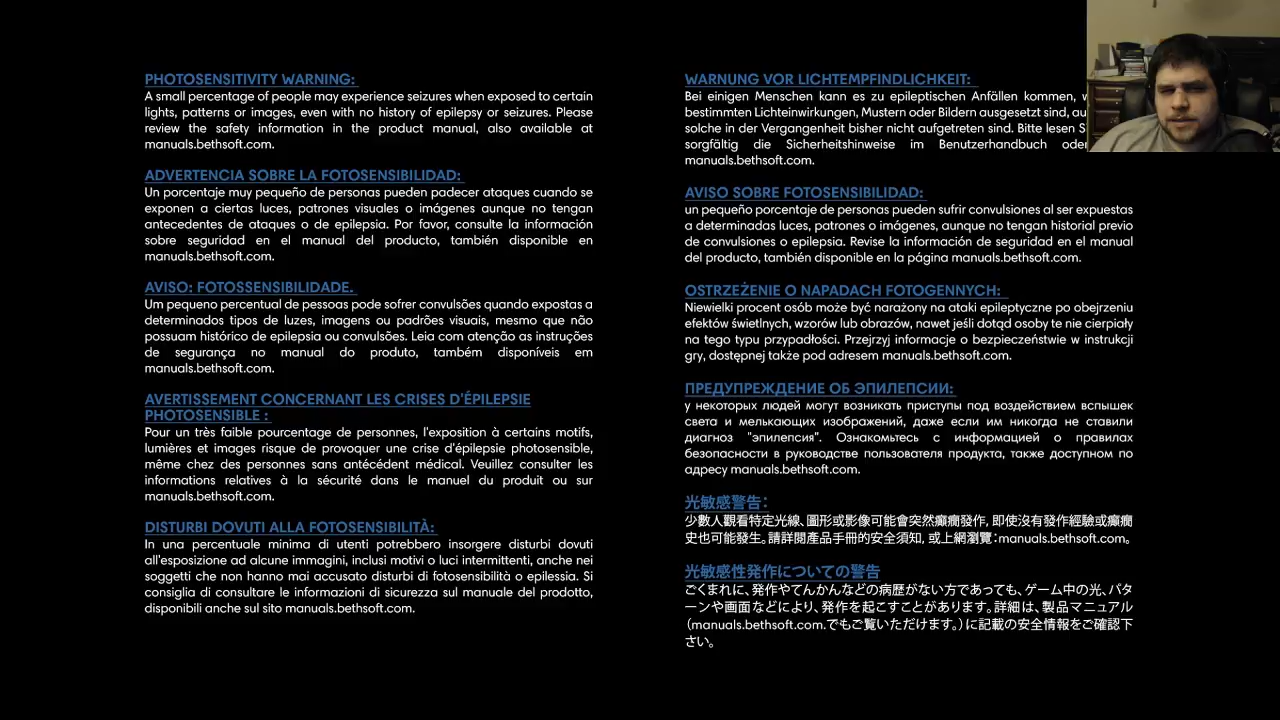 PHOTOSENSITIVITY WARNING:
A small percentage of people may experience seizures when exposed to certain
lights, patterns or images, even with no history of epilepsy or seizures. Please
review the safety information in the product manual, also available at
manuals.bethsoft.com.
ADVERTENCIA SOBRE LA FOTOSENSIBILIDAD:
Un porcentaje muy pequeño de personas pueden padecer ataques cuando se
exponen a ciertas luces, patrones visuales o imágenes aunque no tengan
antecedentes de ataques o de epilepsia. Por favor, consulte la información
sobre seguridad en el manual del producto, también disponible en
manuals.bethsoft.com.
AVISO: FOTOSSENSIBILIDADE.
Um pequeno percentual de pessoas pode sofrer convulsões quando expostas a
determinados tipos de luzes, imagens ou padrões visuais, mesmo que não
possuam histórico de epilepsia ou convulsões. Leia com atenção as instruções
de segurança no manual do produto, também disponíveis em
manuals.bethsoft.com.
AVERTISSEMENT CONCERNANT LES CRISES D'ÉPILEPSIE
PHOTOSENSIBLE :
Pour un très faible pourcentage de personnes, l'exposition à certains motifs,
lumières et images risque de provoquer une crise d'épilepsie photosensible,
même chez des personnes sans antécédent médical. Veuillez consulter les
informations relatives à la sécurité dans le manuel du produit ou sur
manuals.bethsoft.com.
DISTURBI DOVUTI ALLA FOTOSENSIBILITÀ:
In una percentuale minima di utenti potrebbero insorgere disturbi dovuti
all'esposizione ad alcune immagini, inclusi motivi o luci intermittenti, anche nei
soggetti che non hanno mai accusato disturbi di fotosensibilità o epilessia. Si
consiglia di consultare le informazioni di sicurezza sul manuale del prodotto,
disponibili anche sul sito manuals.bethsoft.com.
WARNUNG VOR LICHTEMPFINDLICHKEIT:
Bei einigen Menschen kann es zu epileptischen Anfällen kommen,
bestimmten Lichteinwirkungen, Mustern oder Bildern ausgesetzt sind,
solche in der Vergangenheit bisher nicht aufgetreten sind. Bitte lesen
sorgfältig die Sicherheitshinweise im Benutzerhandbuch oder
manuals.bethsoft.com.
AVISO SOBRE FOTOSENSIBILIDAD:
un pequeño porcentaje de personas pueden sufrir convulsiones al ser expuestas
a determinadas luces, patrones o imágenes, aunque no tengan historial previo
de convulsiones o epilepsia. Revise la información de seguridad en el manual
del producto, también disponible en la página manuals.bethsoft.com.
OSTRZEŻENIE O NAPADACH FOTOGENNYCH:
Niewielki procent osób może być narażony na ataki epileptyczne po obejrzeniu
efektów świetlnych, wzorów lub obrazów, nawet jeśli dotąd osoby te nie cierpiały
na tego typu przypadłości. Przejrzyj informacje o bezpieczeństwie w instrukcji
gry, dostępnej także pod adresem manuals.bethsoft.com.
ПРЕДУПРЕЖДЕНИЕ ОБ ЭПИЛЕПСИИ:
у некоторых людей могут возникать приступы под воздействием вспышек
света и мелькающих изображений, даже если им никогда не ставили
диагноз "эпилепсия". Ознакомьтесь с информацией о правилах
безопасности в руководстве пользователя продукта, также доступном по
адресу manuals.bethsoft.com.
光敏感警告:
少數人觀看特定光線、圖形或影像可能會突然癲癇發作, 即使沒有發作經驗或癲癇
史也可能發生。請詳閱產品手冊的安全須知, 或上網瀏覽:manuals.bethsoft.com。
光敏感性発作についての警告
ごくまれに、発作やてんかんなどの病歴がない方であっても、ゲーム中の光、パタ
ーンや画面などにより、発作を起こすことがあります。詳細は、製品マニュアル
(manuals.bethsoft.com.でもご覧いただけます。)に記載の安全情報をご確認下
さい。